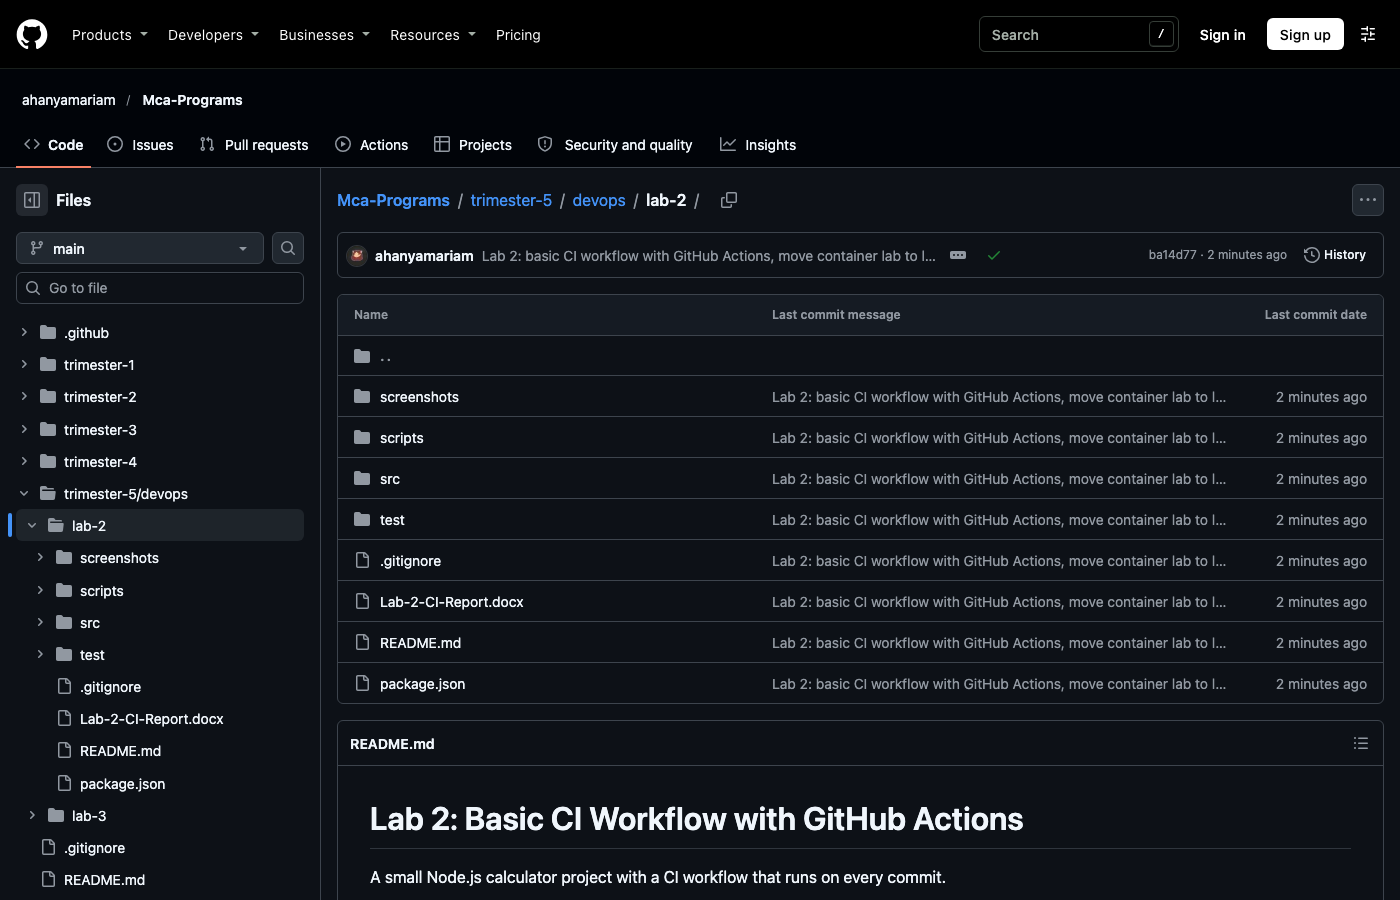 Products Developers Businesses Resources Pricing Search / Sign in Sign up
ahanyamariam / Mca-Programs
Code Issues Pull requests Actions Projects Security and quality Insights
Files
main
Go to file
.github
trimester-1
trimester-2
trimester-3
trimester-4
trimester-5/devops
lab-2
screenshots
scripts
src
test
.gitignore
Lab-2-CI-Report.docx
README.md
package.json
lab-3
.gitignore
README.md
Mca-Programs / trimester-5 / devops / lab-2 /
ahanyamariam Lab 2: basic CI workflow with GitHub Actions, move container lab to l... ba14d77 · 2 minutes ago History
Name Last commit message Last commit date
..
screenshots Lab 2: basic CI workflow with GitHub Actions, move container lab to l... 2 minutes ago
scripts Lab 2: basic CI workflow with GitHub Actions, move container lab to l... 2 minutes ago
src Lab 2: basic CI workflow with GitHub Actions, move container lab to l... 2 minutes ago
test Lab 2: basic CI workflow with GitHub Actions, move container lab to l... 2 minutes ago
.gitignore Lab 2: basic CI workflow with GitHub Actions, move container lab to l... 2 minutes ago
Lab-2-CI-Report.docx Lab 2: basic CI workflow with GitHub Actions, move container lab to l... 2 minutes ago
README.md Lab 2: basic CI workflow with GitHub Actions, move container lab to l... 2 minutes ago
package.json Lab 2: basic CI workflow with GitHub Actions, move container lab to l... 2 minutes ago
README.md
Lab 2: Basic CI Workflow with GitHub Actions
A small Node.js calculator project with a CI workflow that runs on every commit.